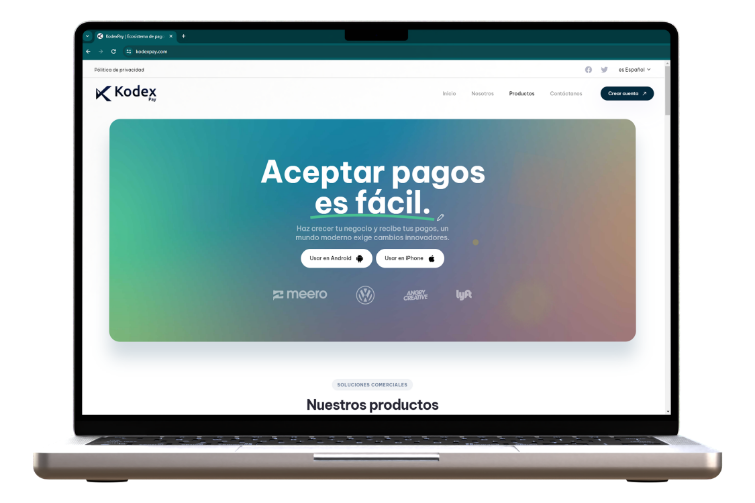 KodexPay | Ecosistema de pag
kodexpay.com
Política de privacidad
es Español
Kodex
Pay
Inicio
Nosotros
Productos
Contáctanos
Crear cuenta
Aceptar pagos
es fácil.
Haz crecer tu negocio y recibe tus pagos, un
mundo moderno exige cambios innovadores.
Usar en Android
Usar en iPhone
meero
ANGRY
CREATIVE
lyft
SOLUCIONES COMERCIALES
Nuestros productos